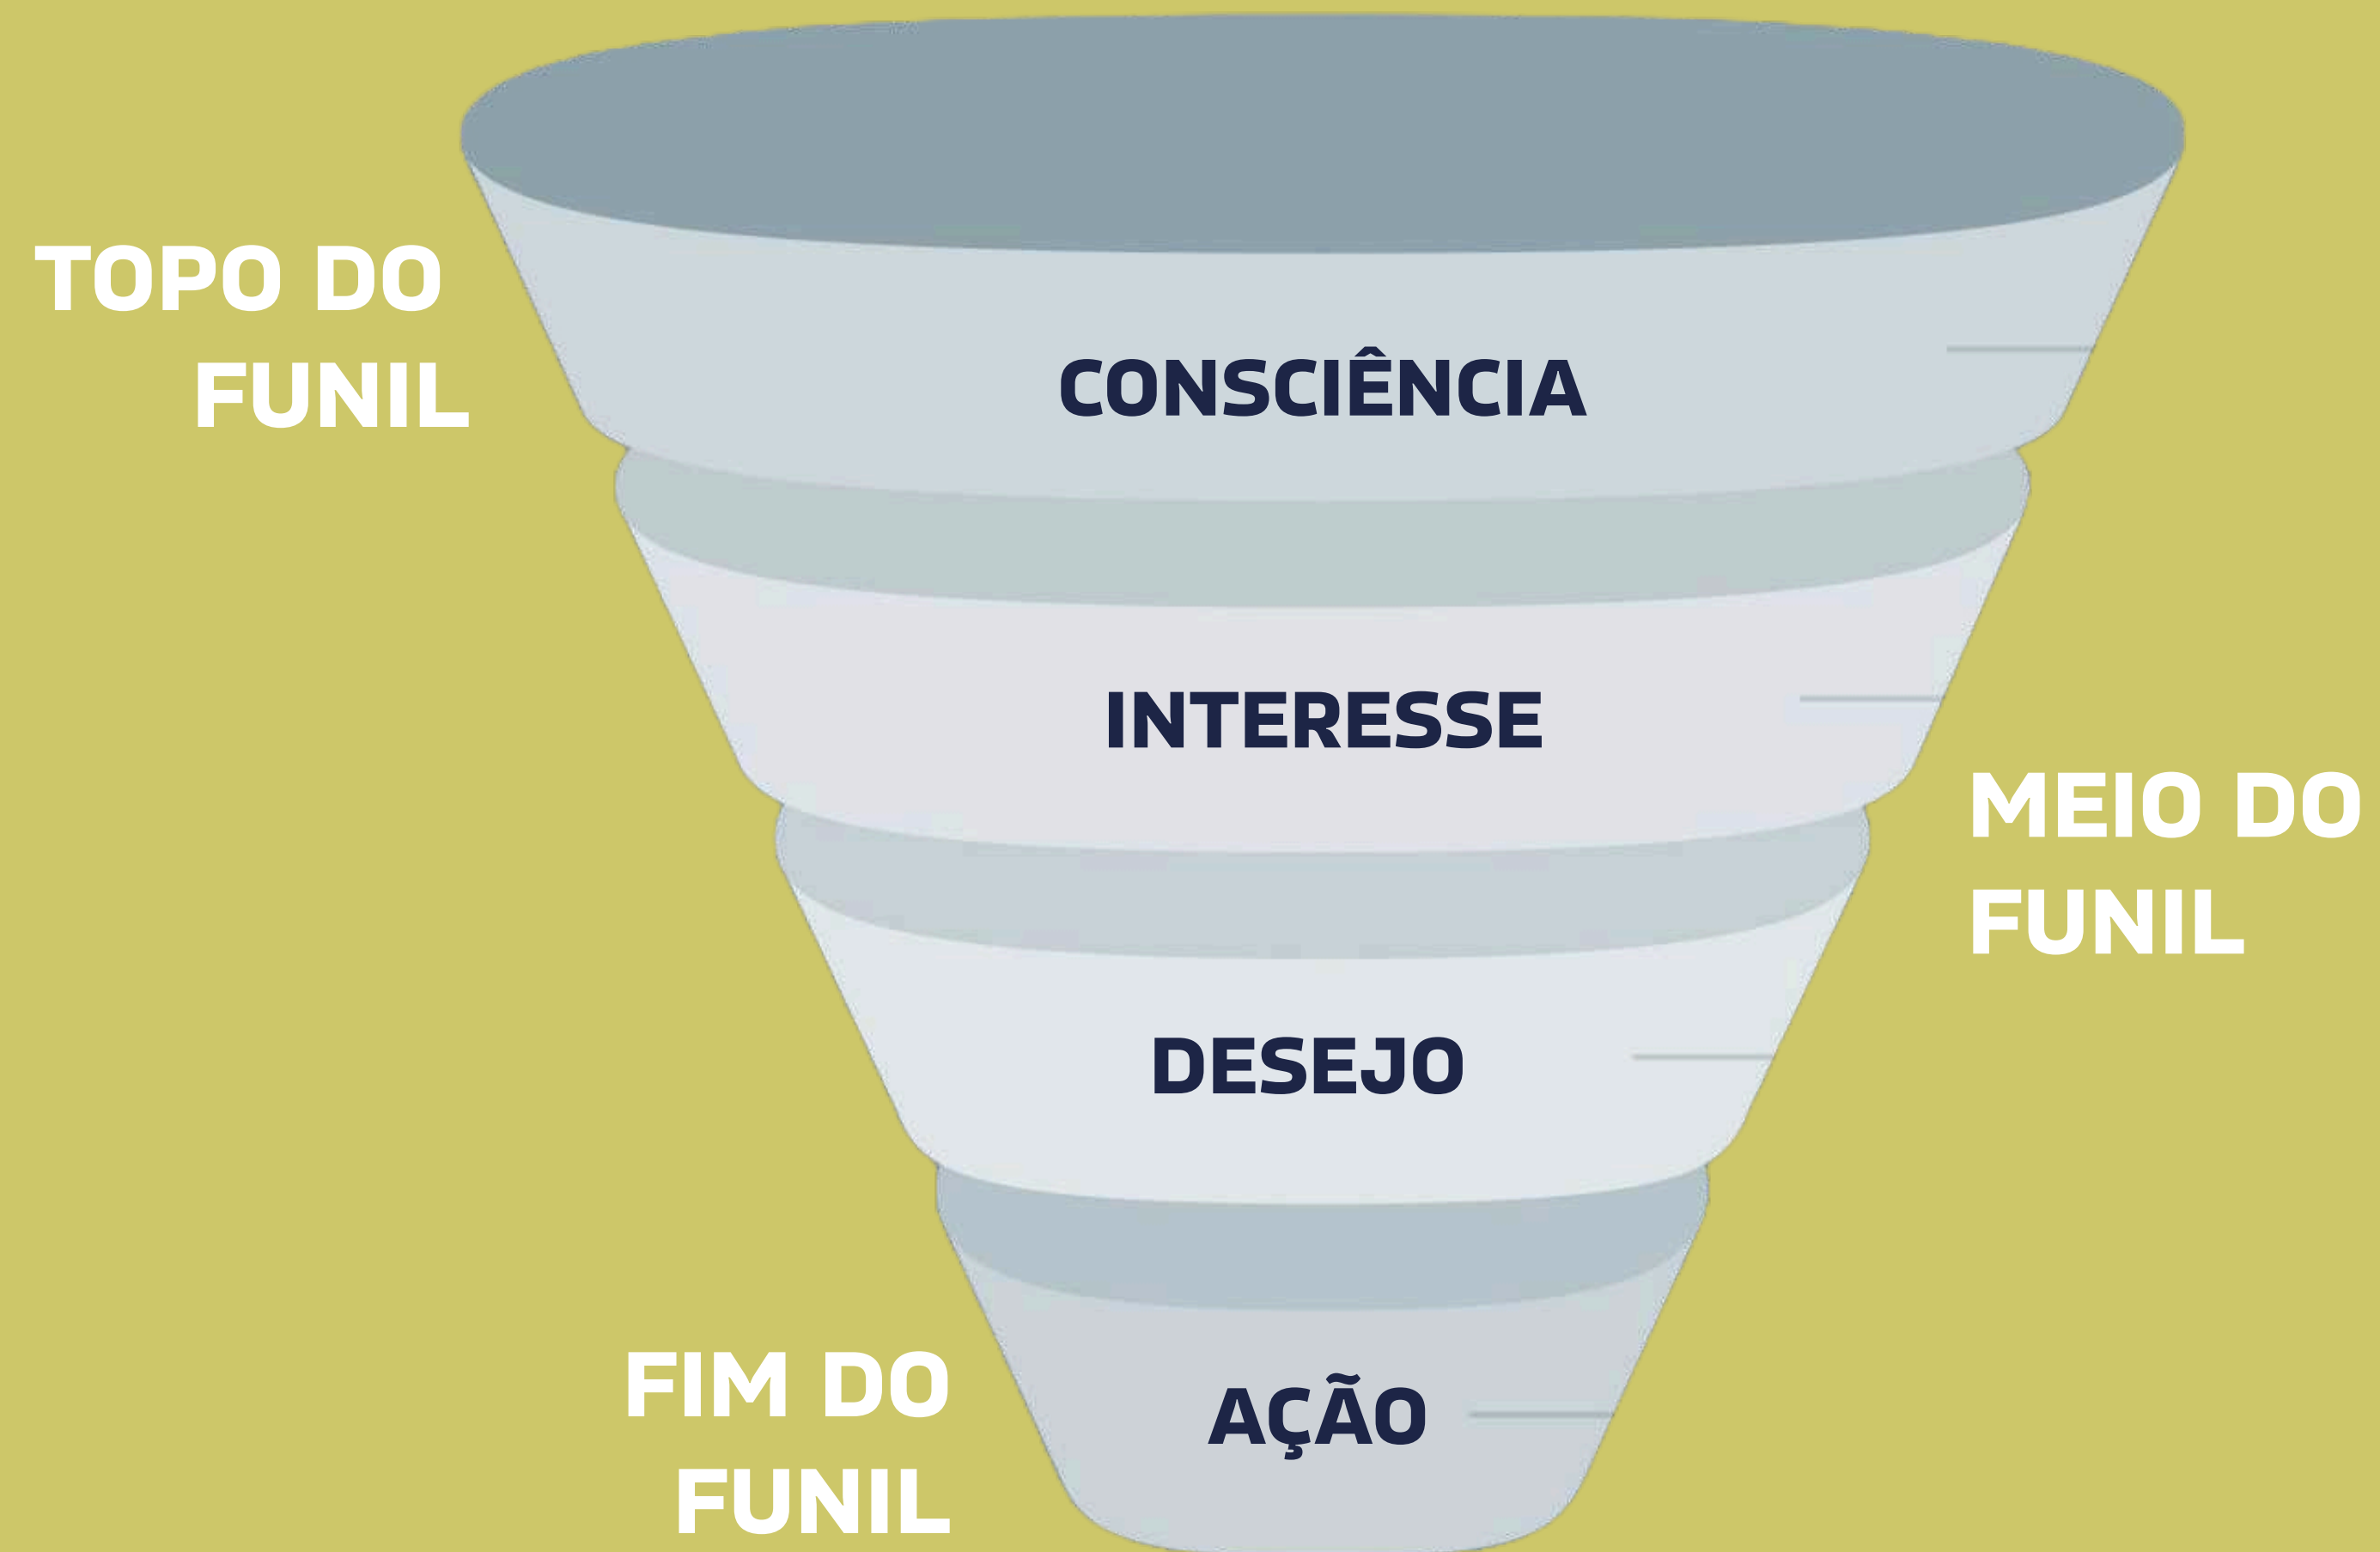 TOPO DO
FUNIL
CONSCIÊNCIA
INTERESSE
MEIO DO
FUNIL
DESEJO
FIM DO
FUNIL
AÇÃO